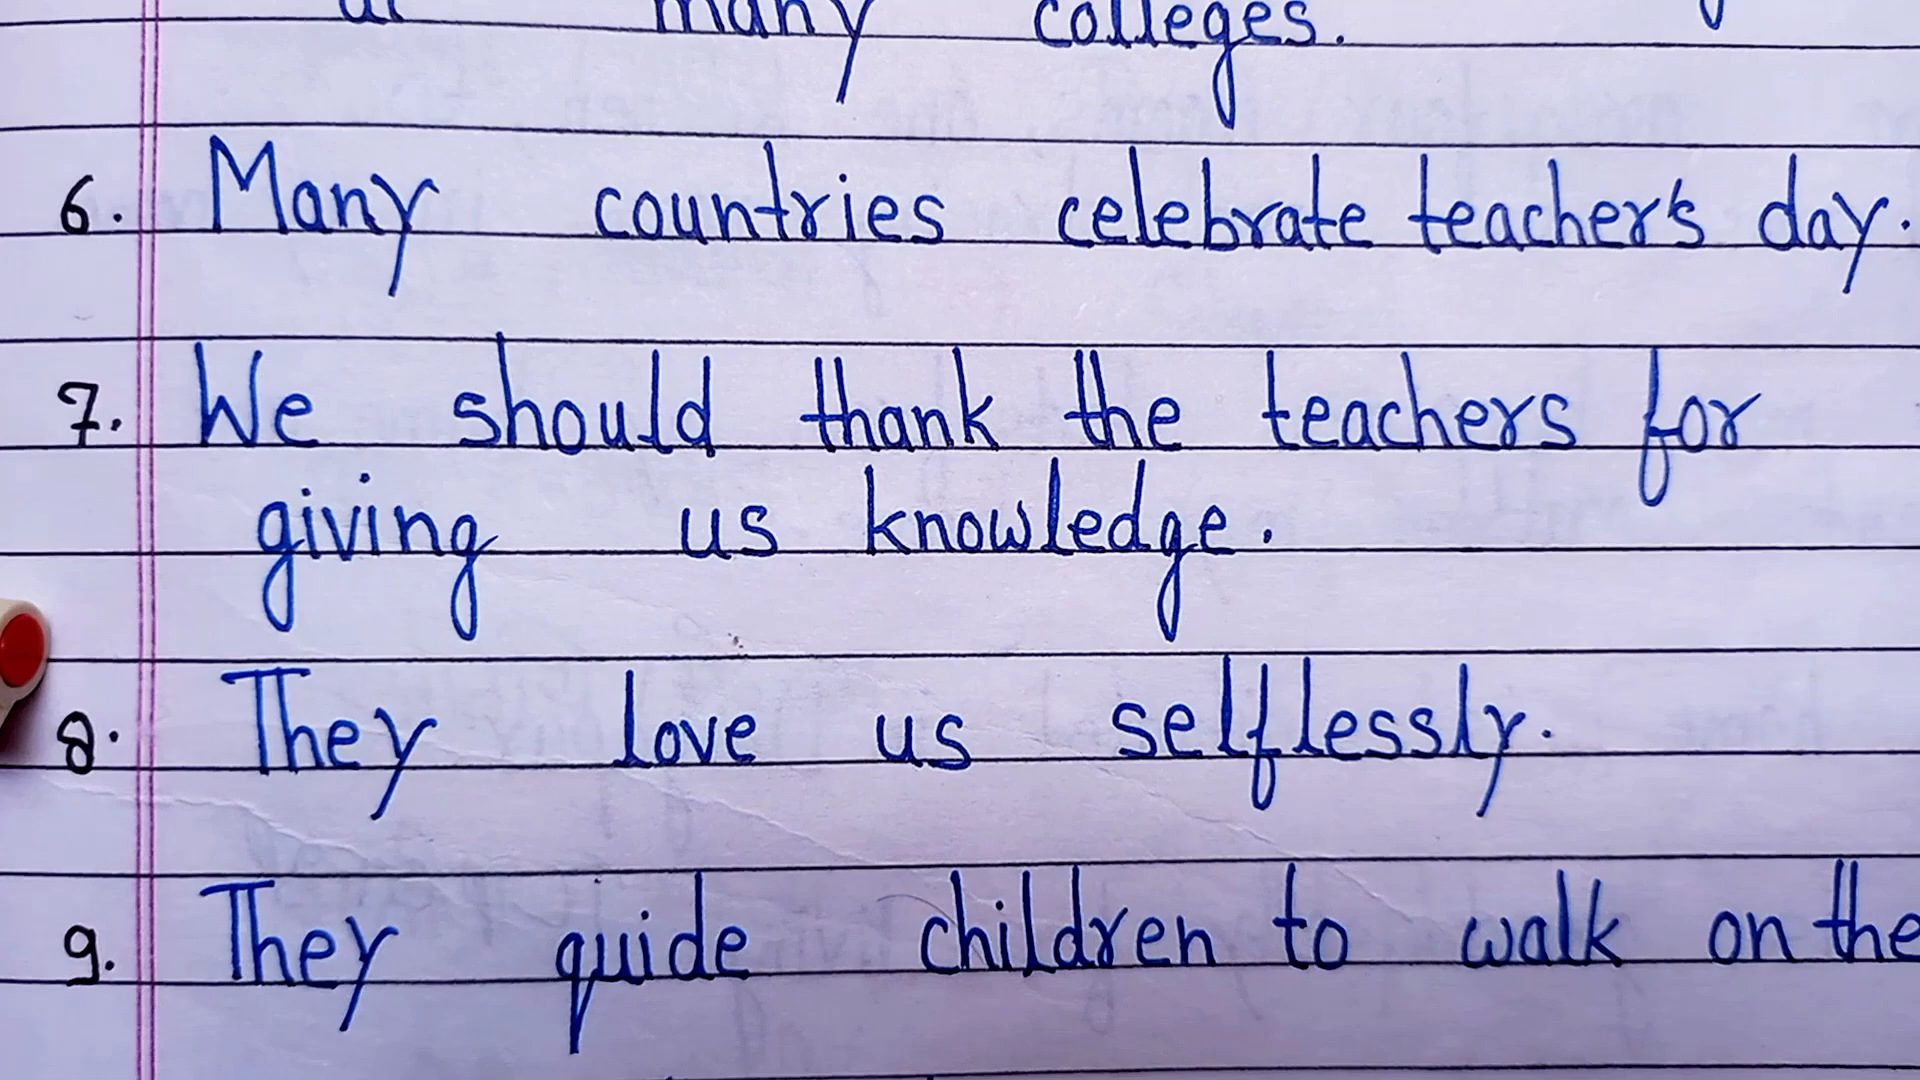 at many colleges.
6. Many countries celebrate teacher's day.
7. We should thank the teachers for
giving us knowledge.
8. They love us selflessly.
9. They guide children to walk on the